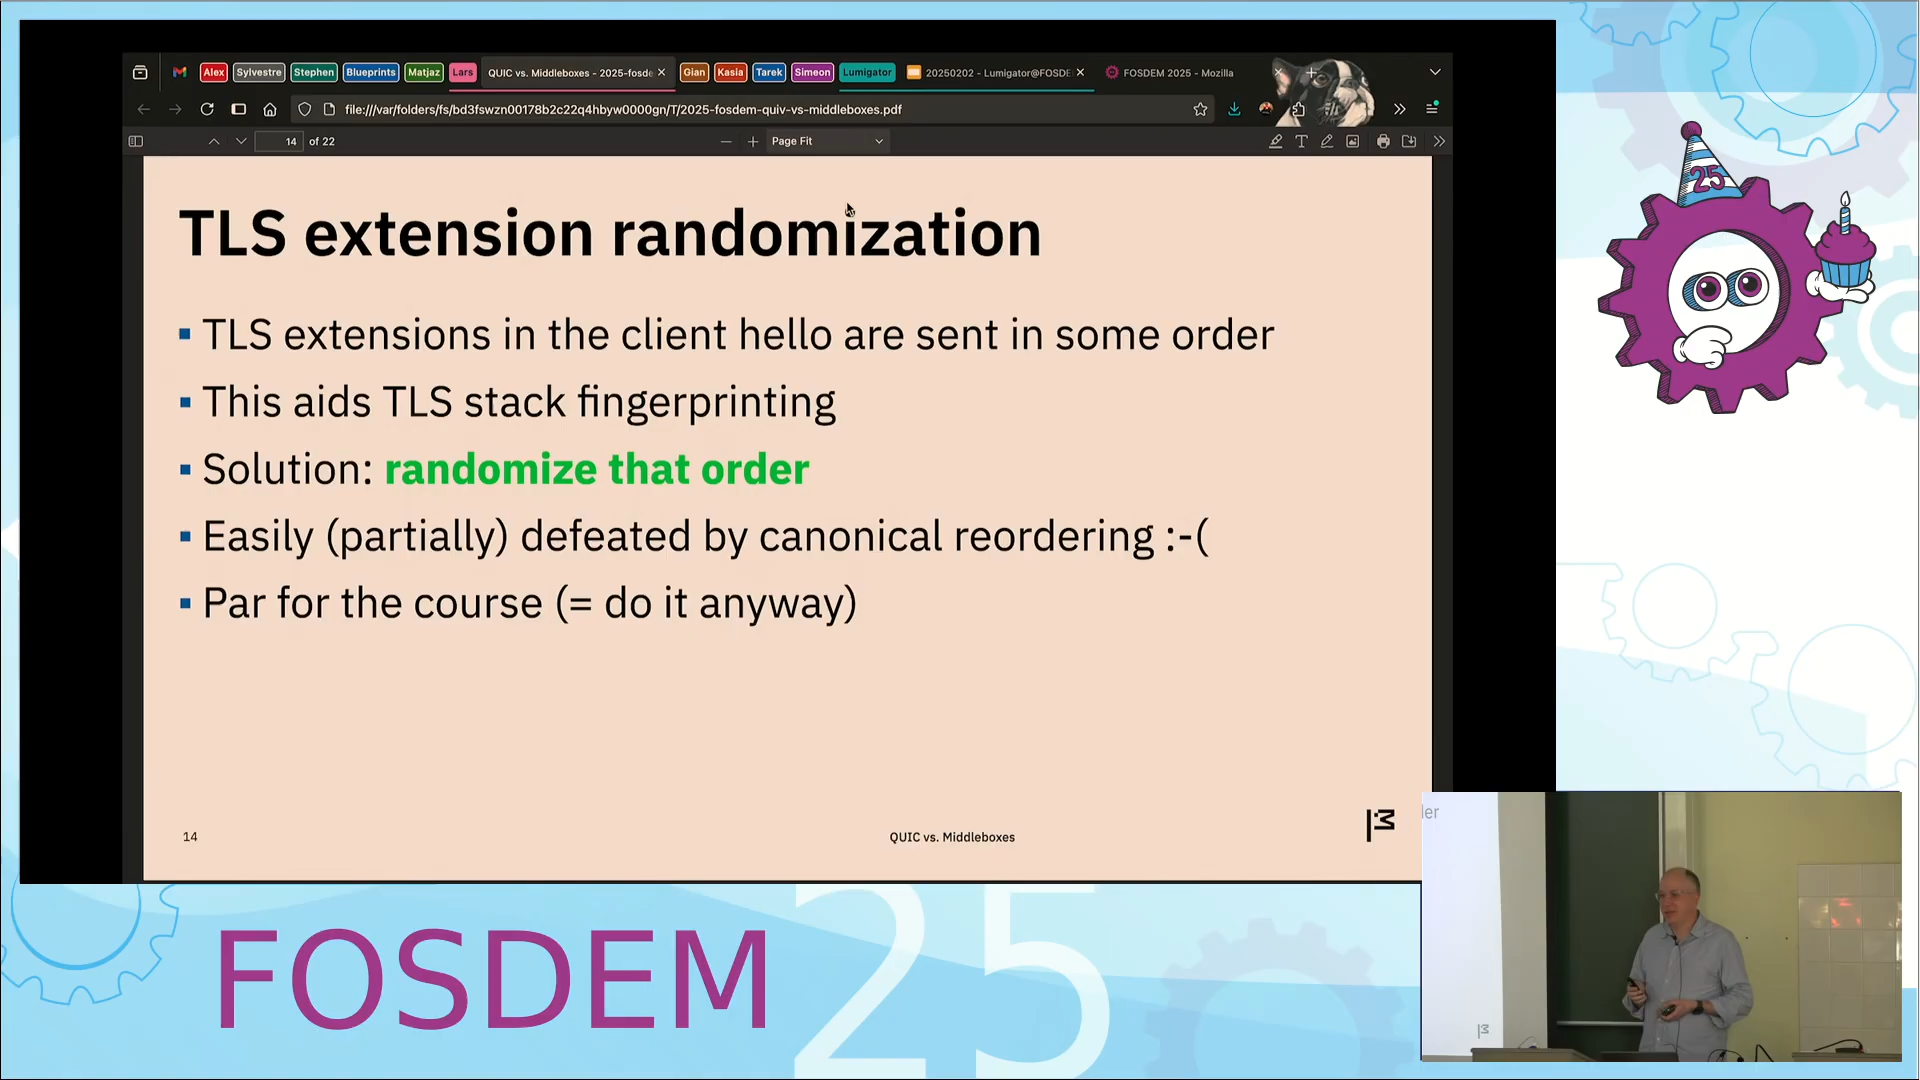 Alex Sylvestre Stephen Blueprints Matjaz Lars QUIC vs. Middleboxes - 2025-fosde Gian Kasia Tarek Simeon Lumigator 20250202 - Lumigator@FOSDE FOSDEM 2025 - Mozilla
file:///var/folders/fs/bd3fswzn00178b2c22q4hbyw0000gn/T/2025-fosdem-quiv-vs-middleboxes.pdf
14 of 22 Page Fit
25
TLS extension randomization
▪ TLS extensions in the client hello are sent in some order
▪ This aids TLS stack fingerprinting
▪ Solution: randomize that order
▪ Easily (partially) defeated by canonical reordering :-(
▪ Par for the course (= do it anyway)
14 QUIC vs. Middleboxes
der
FOSDEM 25